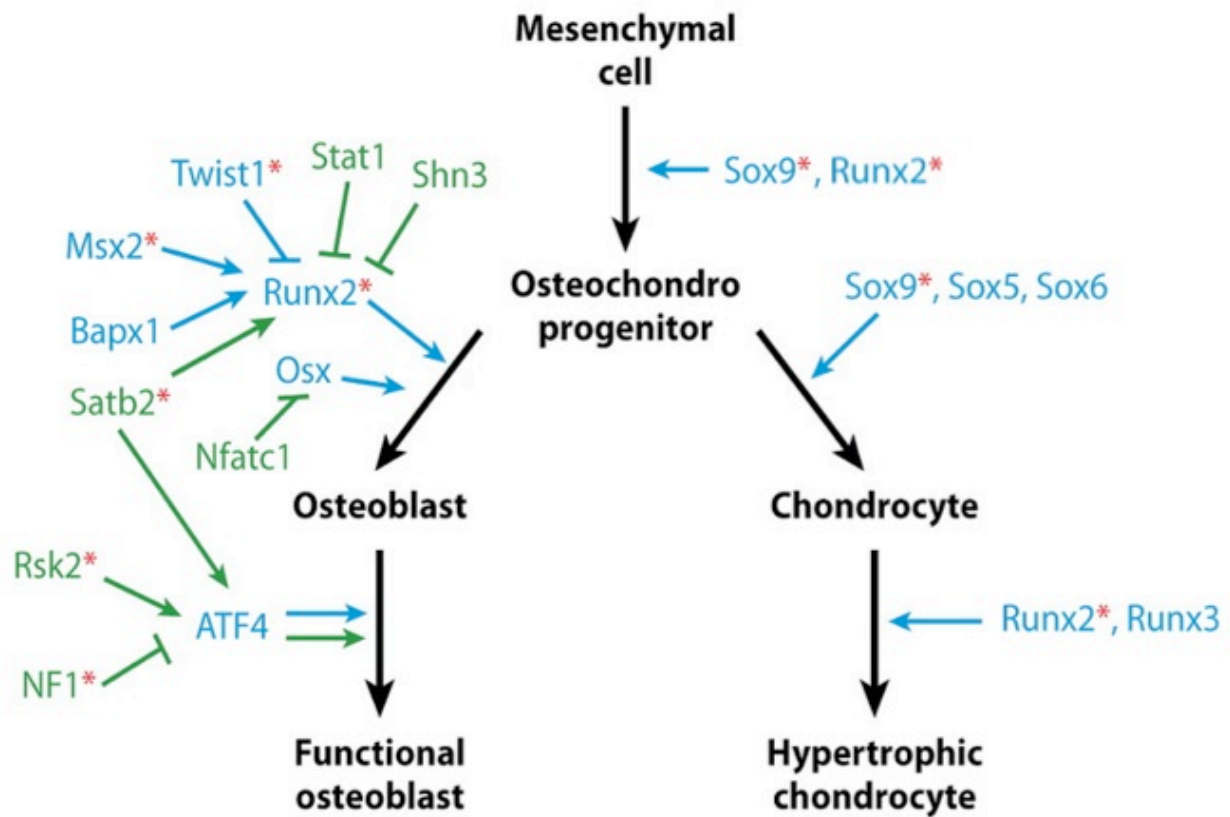 Mesenchymal
cell
Twist1*
Stat1
Shn3
Sox9*, Runx2*
Msx2*
Runx2*
Bapx1
Osteochondro
progenitor
Sox9*, Sox5, Sox6
Osx
Satb2*
Nfatc1
Osteoblast
Chondrocyte
Rsk2*
ATF4
NF1*
Runx2*, Runx3
Functional
osteoblast
Hypertrophic
chondrocyte